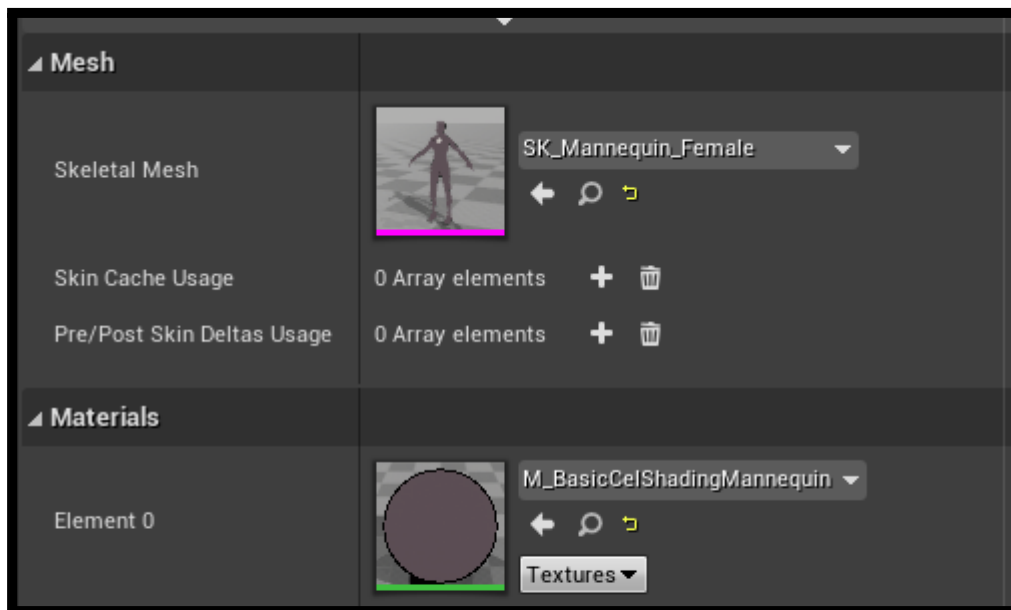 Mesh
Skeletal Mesh
SK_Mannequin_Female
Skin Cache Usage
0 Array elements
Pre/Post Skin Deltas Usage
0 Array elements
Materials
Element 0
M_BasicCelShadingMannequin
Textures